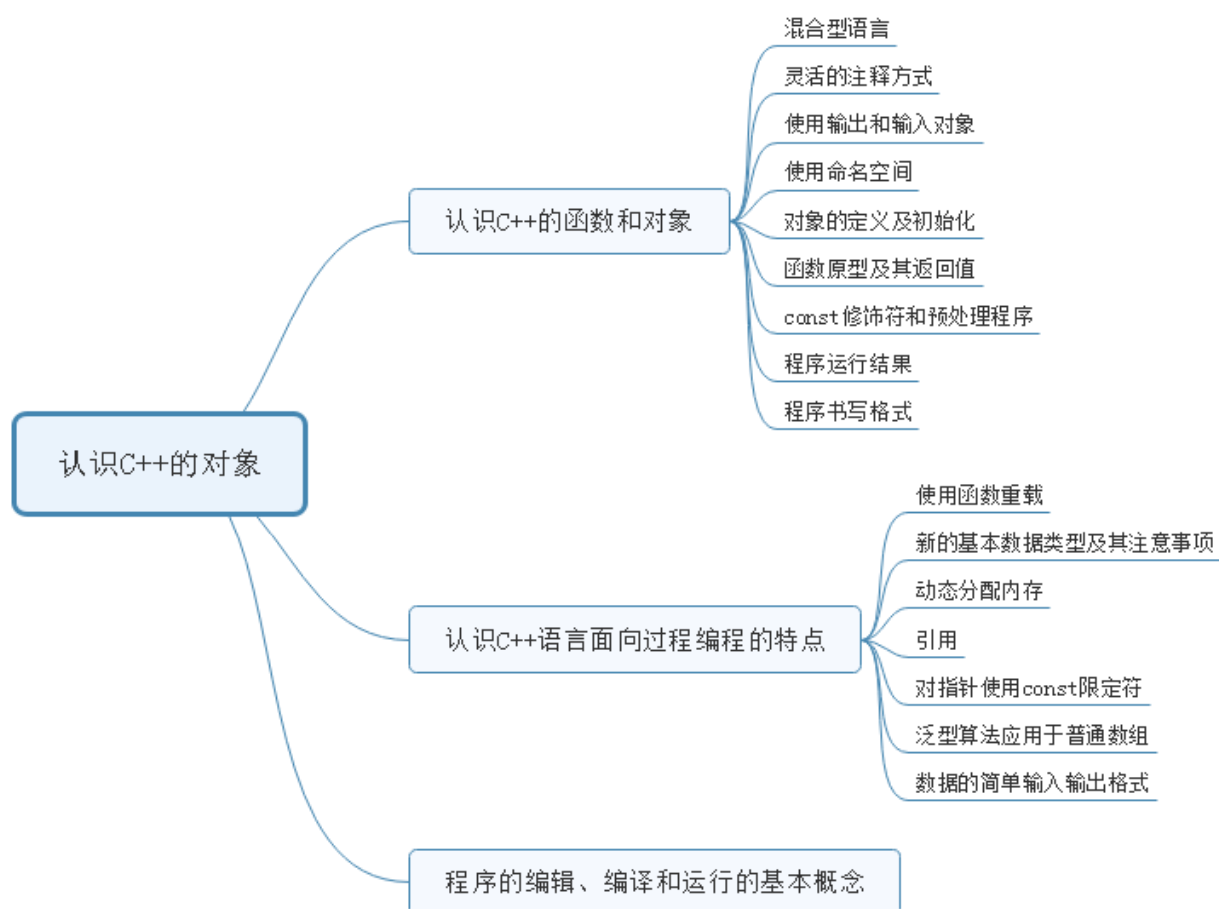 认识C++的对象
认识C++的函数和对象
混合型语言
灵活的注释方式
使用输出和输入对象
使用命名空间
对象的定义及初始化
函数原型及其返回值
const修饰符和预处理程序
程序运行结果
程序书写格式
认识C++语言面向过程编程的特点
使用函数重载
新的基本数据类型及其注意事项
动态分配内存
引用
对指针使用const限定符
泛型算法应用于普通数组
数据的简单输入输出格式
程序的编辑、编译和运行的基本概念